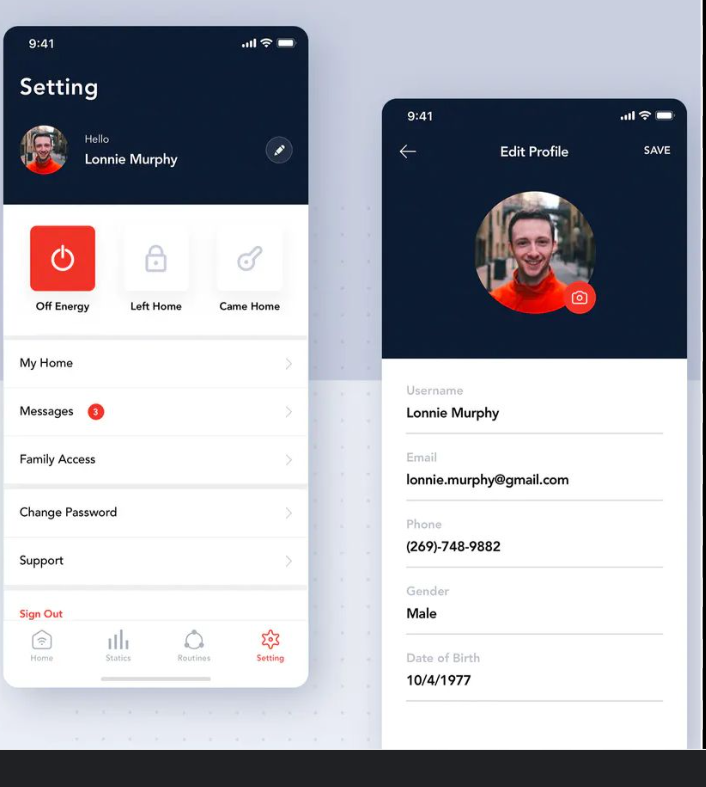 9:41
Setting
Hello
Lonnie Murphy
Off Energy
Left Home
Came Home
My Home
Messages 3
Family Access
Change Password
Support
Sign Out
Home
Statics
Routines
Setting
9:41
Edit Profile
SAVE
Username
Lonnie Murphy
Email
lonnie.murphy@gmail.com
Phone
(269)-748-9882
Gender
Male
Date of Birth
10/4/1977